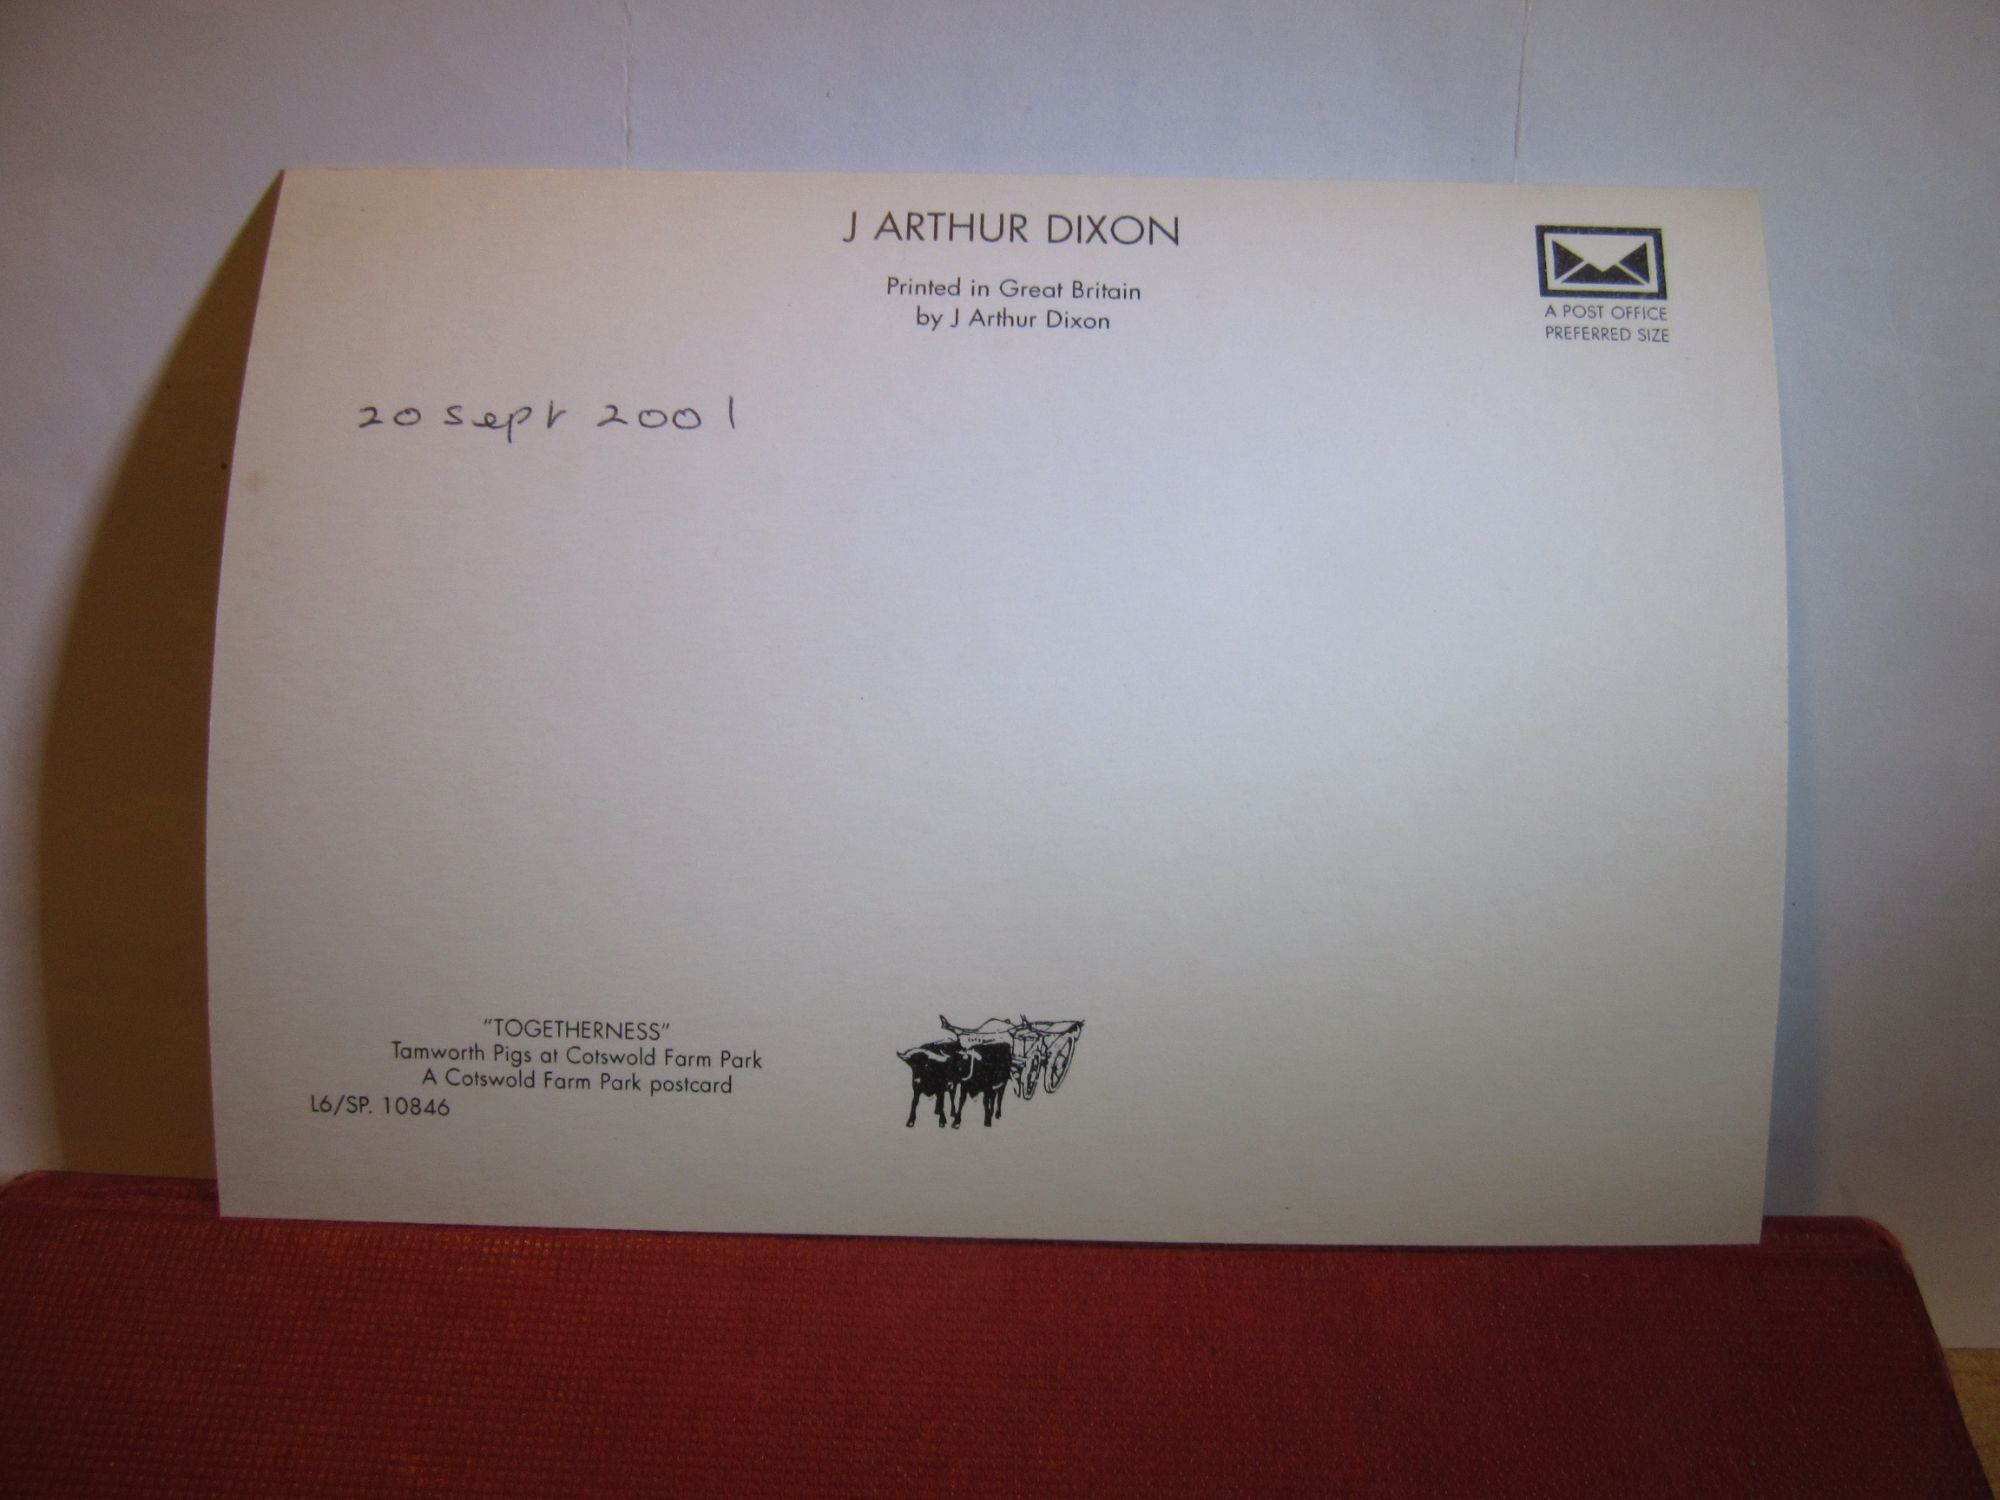 J ARTHUR DIXON
Printed in Great Britain
by J Arthur Dixon
A POST OFFICE
PREFERRED SIZE
20 Sept 2001
"TOGETHERNESS"
Tamworth Pigs at Cotswold Farm Park
A Cotswold Farm Park postcard
L6/SP. 10846